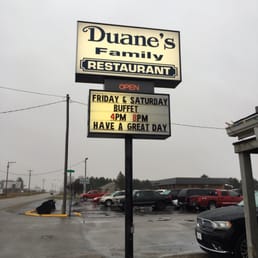 Duane's
Family
RESTAURANT
OPEN
FRIDAY & SATURDAY
BUFFET
4PM 8PM
HAVE A GREAT DAY